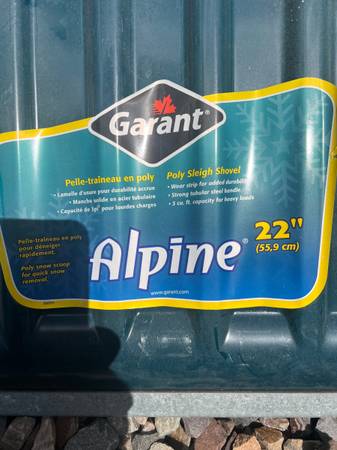 Garant®
Pelle-traîneau en poly
• Lamelle d'usure pour durabilité accrue
• Manche solide en acier tubulaire
• Capacité de 3pi³ pour lourdes charges
Poly Sleigh Shovel
• Wear strip for added durability
• Strong tubular steel handle
• 3 cu. ft. capacity for heavy loads
Pelle-traîneau en poly
pour déneiger
rapidement.
Poly snow scoop
for quick snow
removal.
Alpine®
22"
(55,9 cm)
www.garant.com